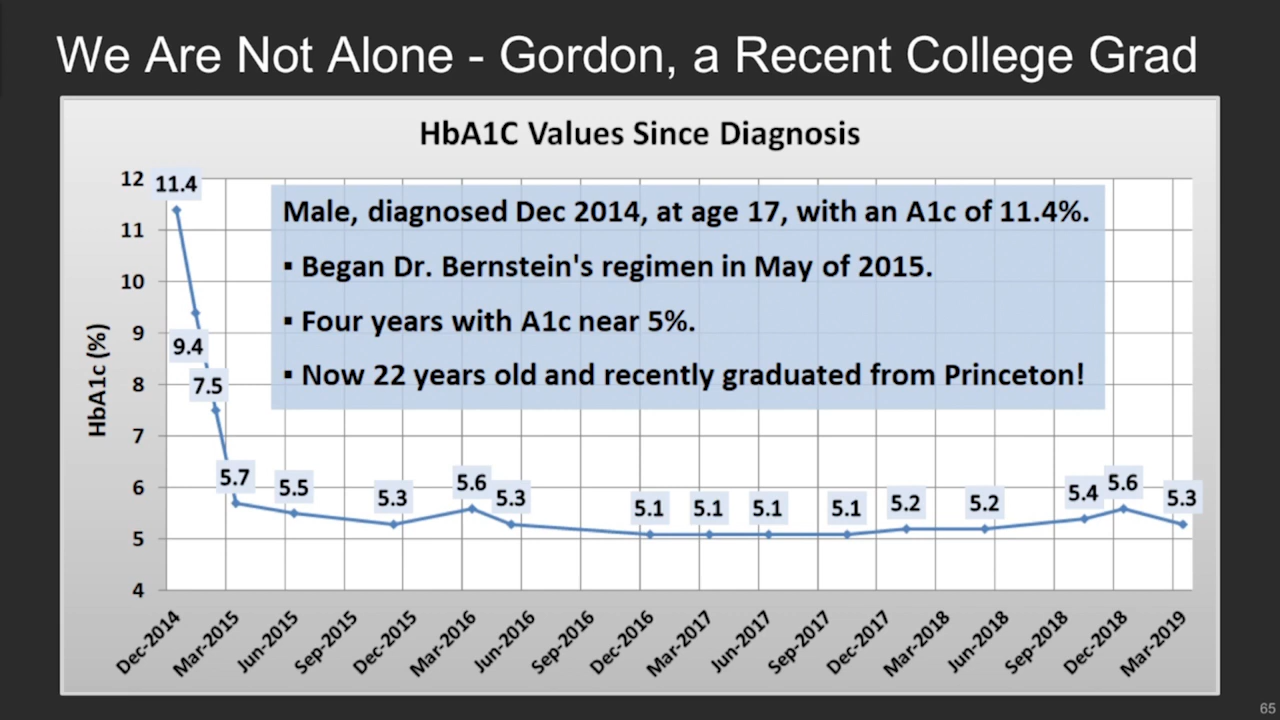 We Are Not Alone - Gordon, a Recent College Grad
HbA1C Values Since Diagnosis
HbA1c (%)
12
11
10
9
8
7
6
5
4
11.4
9.4
7.5
5.7
5.5
5.3
5.6
5.3
5.1
5.1
5.1
5.1
5.2
5.2
5.4
5.6
5.3
Male, diagnosed Dec 2014, at age 17, with an A1c of 11.4%.
▪ Began Dr. Bernstein's regimen in May of 2015.
▪ Four years with A1c near 5%.
▪ Now 22 years old and recently graduated from Princeton!
Dec-2014
Mar-2015
Jun-2015
Sep-2015
Dec-2015
Mar-2016
Jun-2016
Sep-2016
Dec-2016
Mar-2017
Jun-2017
Sep-2017
Dec-2017
Mar-2018
Jun-2018
Sep-2018
Dec-2018
Mar-2019
65